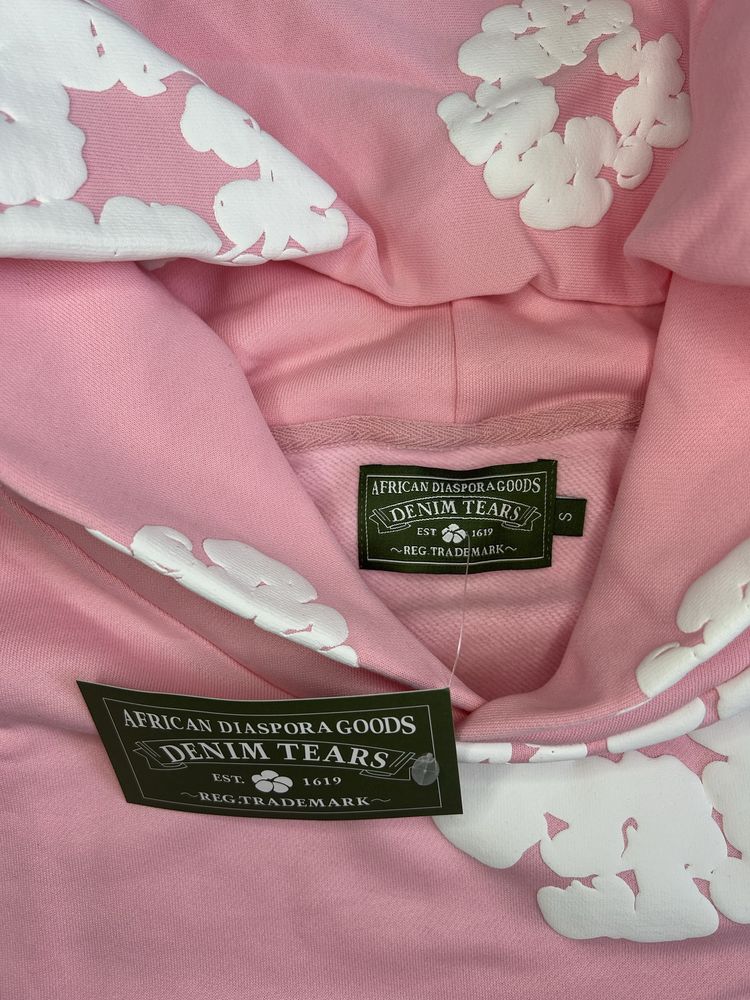 AFRICAN DIASPORA GOODS
DENIM TEARS
EST 1619
~REG.TRADEMARK~
S
AFRICAN DIASPORA GOODS
DENIM TEARS
EST. 1619
~REG.TRADEMARK~